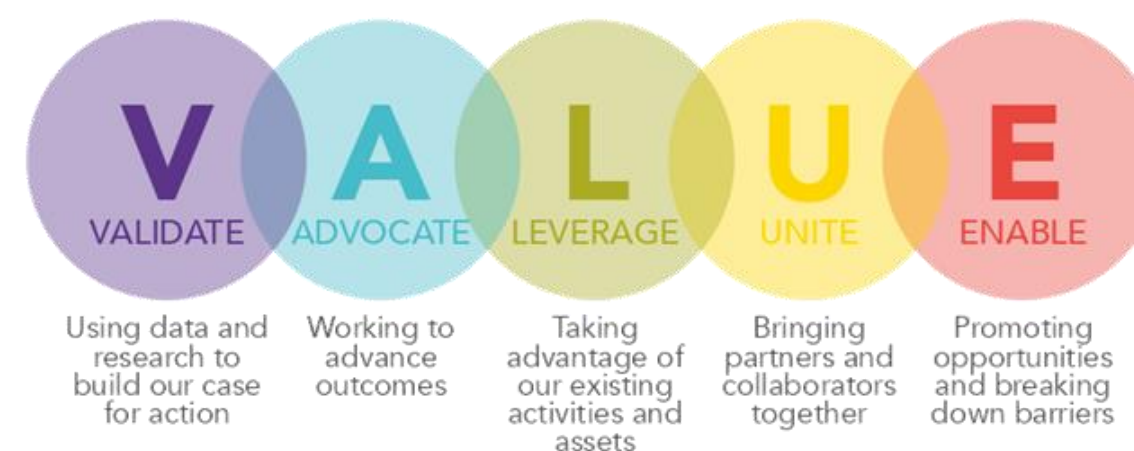 V A L U E
VALIDATE ADVOCATE LEVERAGE UNITE ENABLE
Using data and
research to
build our case
for action
Working to
advance
outcomes
Taking
advantage of
our existing
activities and
assets
Bringing
partners and
collaborators
together
Promoting
opportunities
and breaking
down barriers